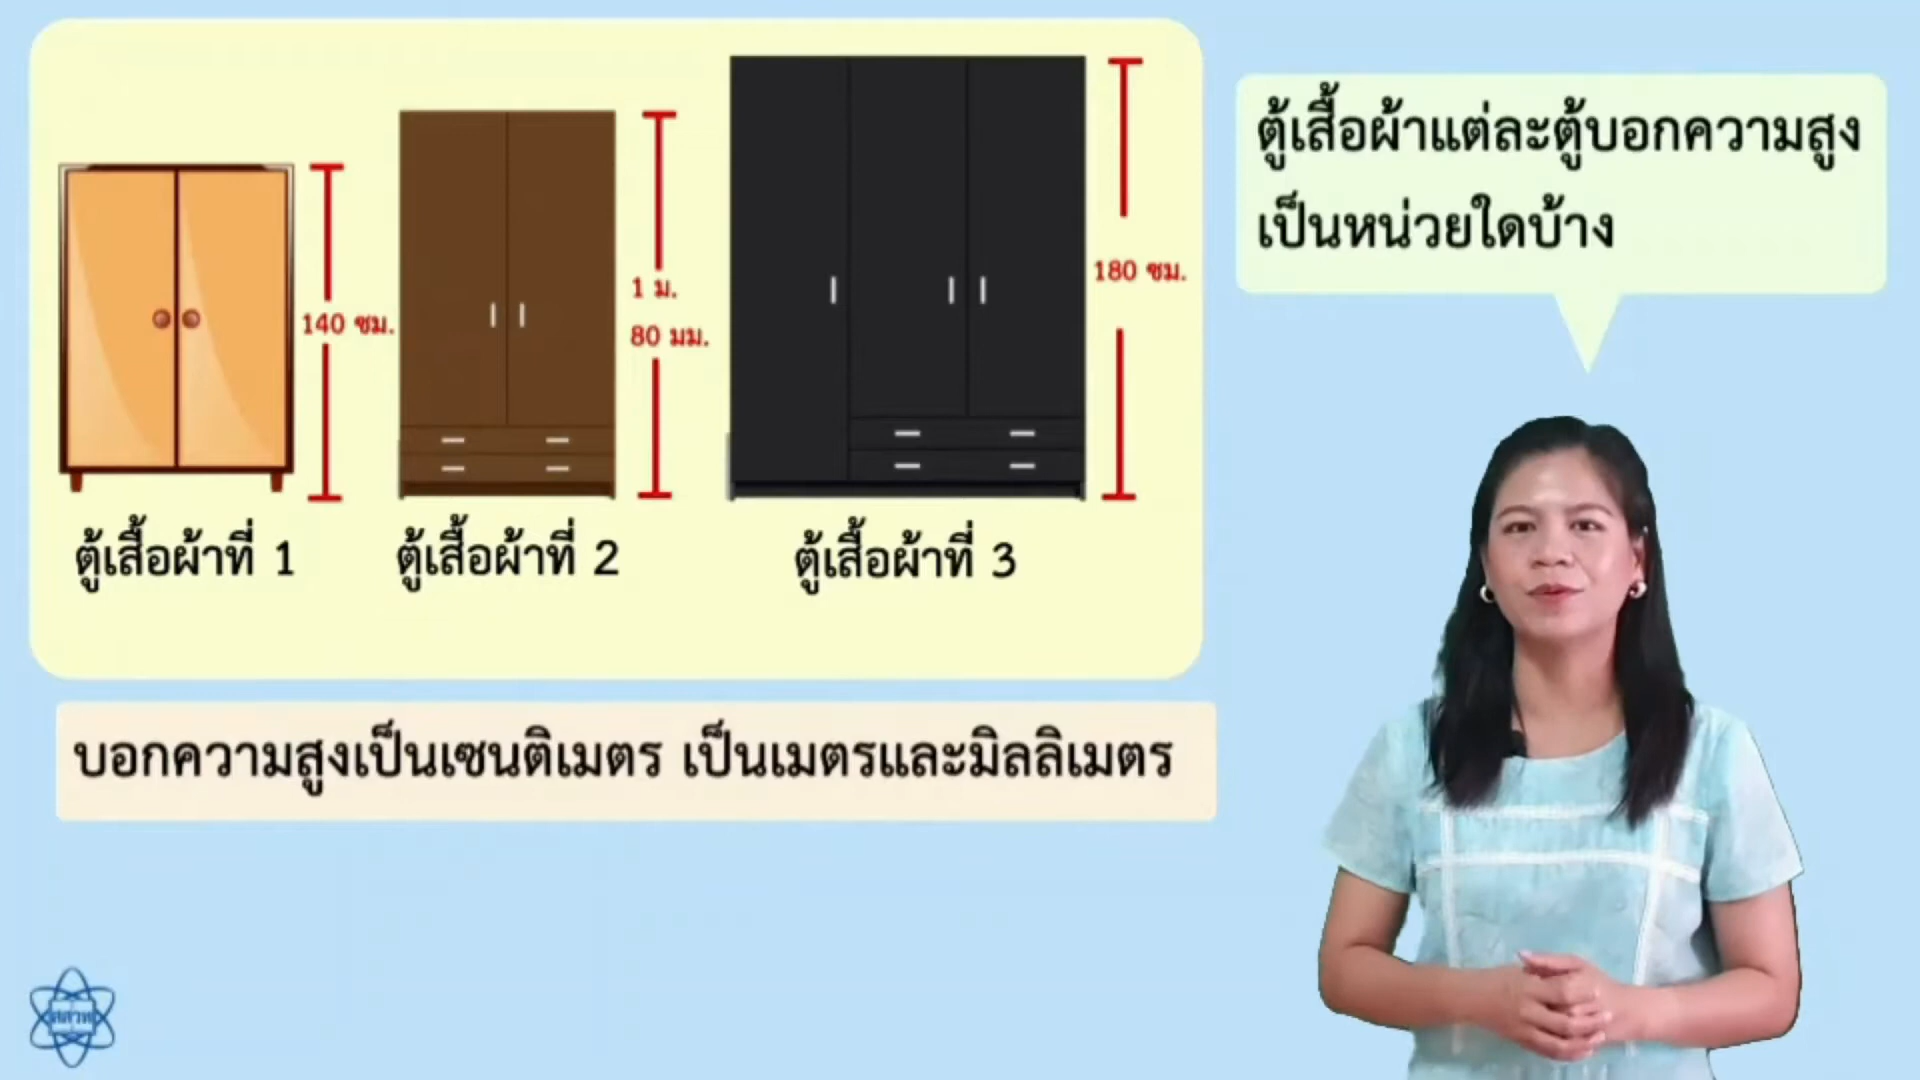 140 ซม.
1 ม.
80 มม.
180 ซม.
ตู้เสื้อผ้าที่ 1
ตู้เสื้อผ้าที่ 2
ตู้เสื้อผ้าที่ 3
ตู้เสื้อผ้าแต่ละตู้บอกความสูง
เป็นหน่วยใดบ้าง
บอกความสูงเป็นเซนติเมตร เป็นเมตรและมิลลิเมตร
สสวท